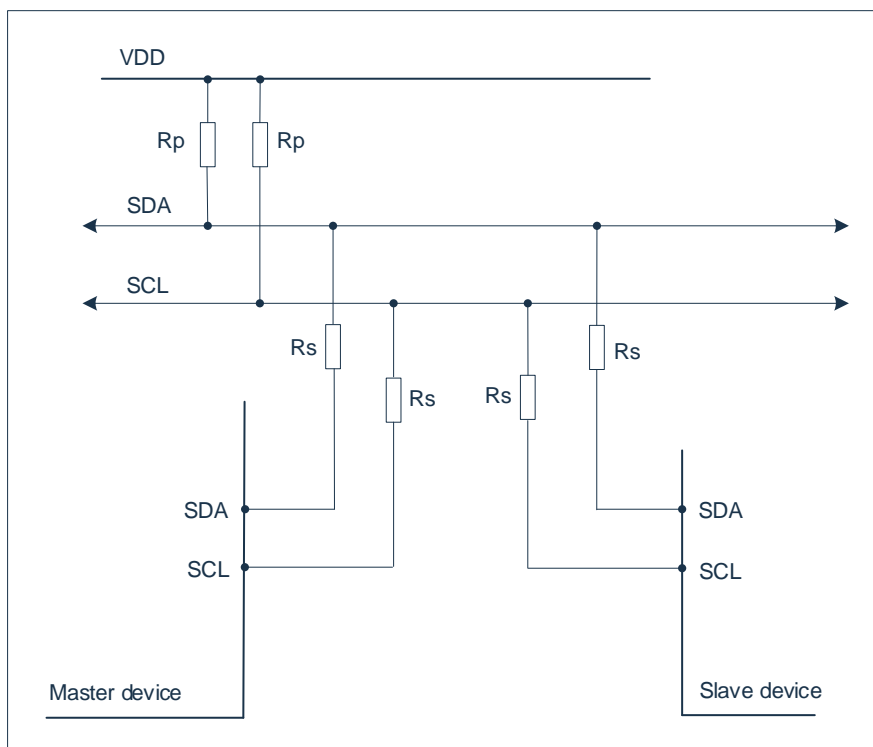 VDD
Rp
Rp
SDA
SCL
Rs
Rs
Rs
Rs
SDA
SDA
SCL
SCL
Master device
Slave device